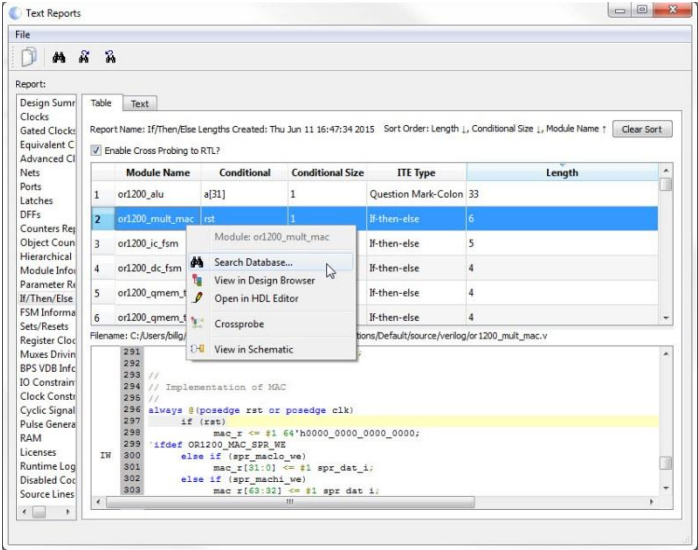 Text Reports
File
Report:
Design Summ
Clocks
Gated Clocks
Equivalent C
Advanced Cl
Nets
Ports
Latches
DFFs
Counters Rep
Object Coun
Hierarchical
Module Infor
Parameter Re
If/Then/Else
FSM Informa
Sets/Resets
Register Cloc
Muxes Drivin
BPS VDB Info
IO Constraint
Clock Constr
Cyclic Signal
Pulse Genera
RAM
Licenses
Runtime Log
Disabled Coc
Source Lines
Table Text
Report Name: If/Then/Else Lengths Created: Thu Jun 11 16:47:34 2015 Sort Order: Length ↓, Conditional Size ↓, Module Name ↑ Clear Sort
Enable Cross Probing to RTL?
Module Name Conditional Conditional Size ITE Type Length
1 or1200_alu a[31] 1 Question Mark-Colon 33
2 or1200_mult_mac rst 1 If-then-else 6
3 or1200_ic_fsm If-then-else 5
4 or1200_dc_fsm If-then-else 4
5 or1200_qmem_t If-then-else 4
6 or1200_qmem_t If-then-else 4
Module: or1200_mult_mac
Search Database...
View in Design Browser
Open in HDL Editor
Crossprobe
View in Schematic
Filename: C:/Users/billg/ tions/Default/source/verilog/or1200_mult_mac.v
291 ;
292
293 //
294 // Implementation of MAC
295 //
296 always @(posedge rst or posedge clk)
297 if (rst)
298 mac_r <= #1 64'h0000_0000_0000_0000;
299 `ifdef OR1200_MAC_SPR_WE
IW 300 else if (spr_maclo_we)
301 mac_r[31:0] <= #1 spr_dat_i;
302 else if (spr_machi_we)
303 mac_r[63:32] <= #1 spr_dat_i;